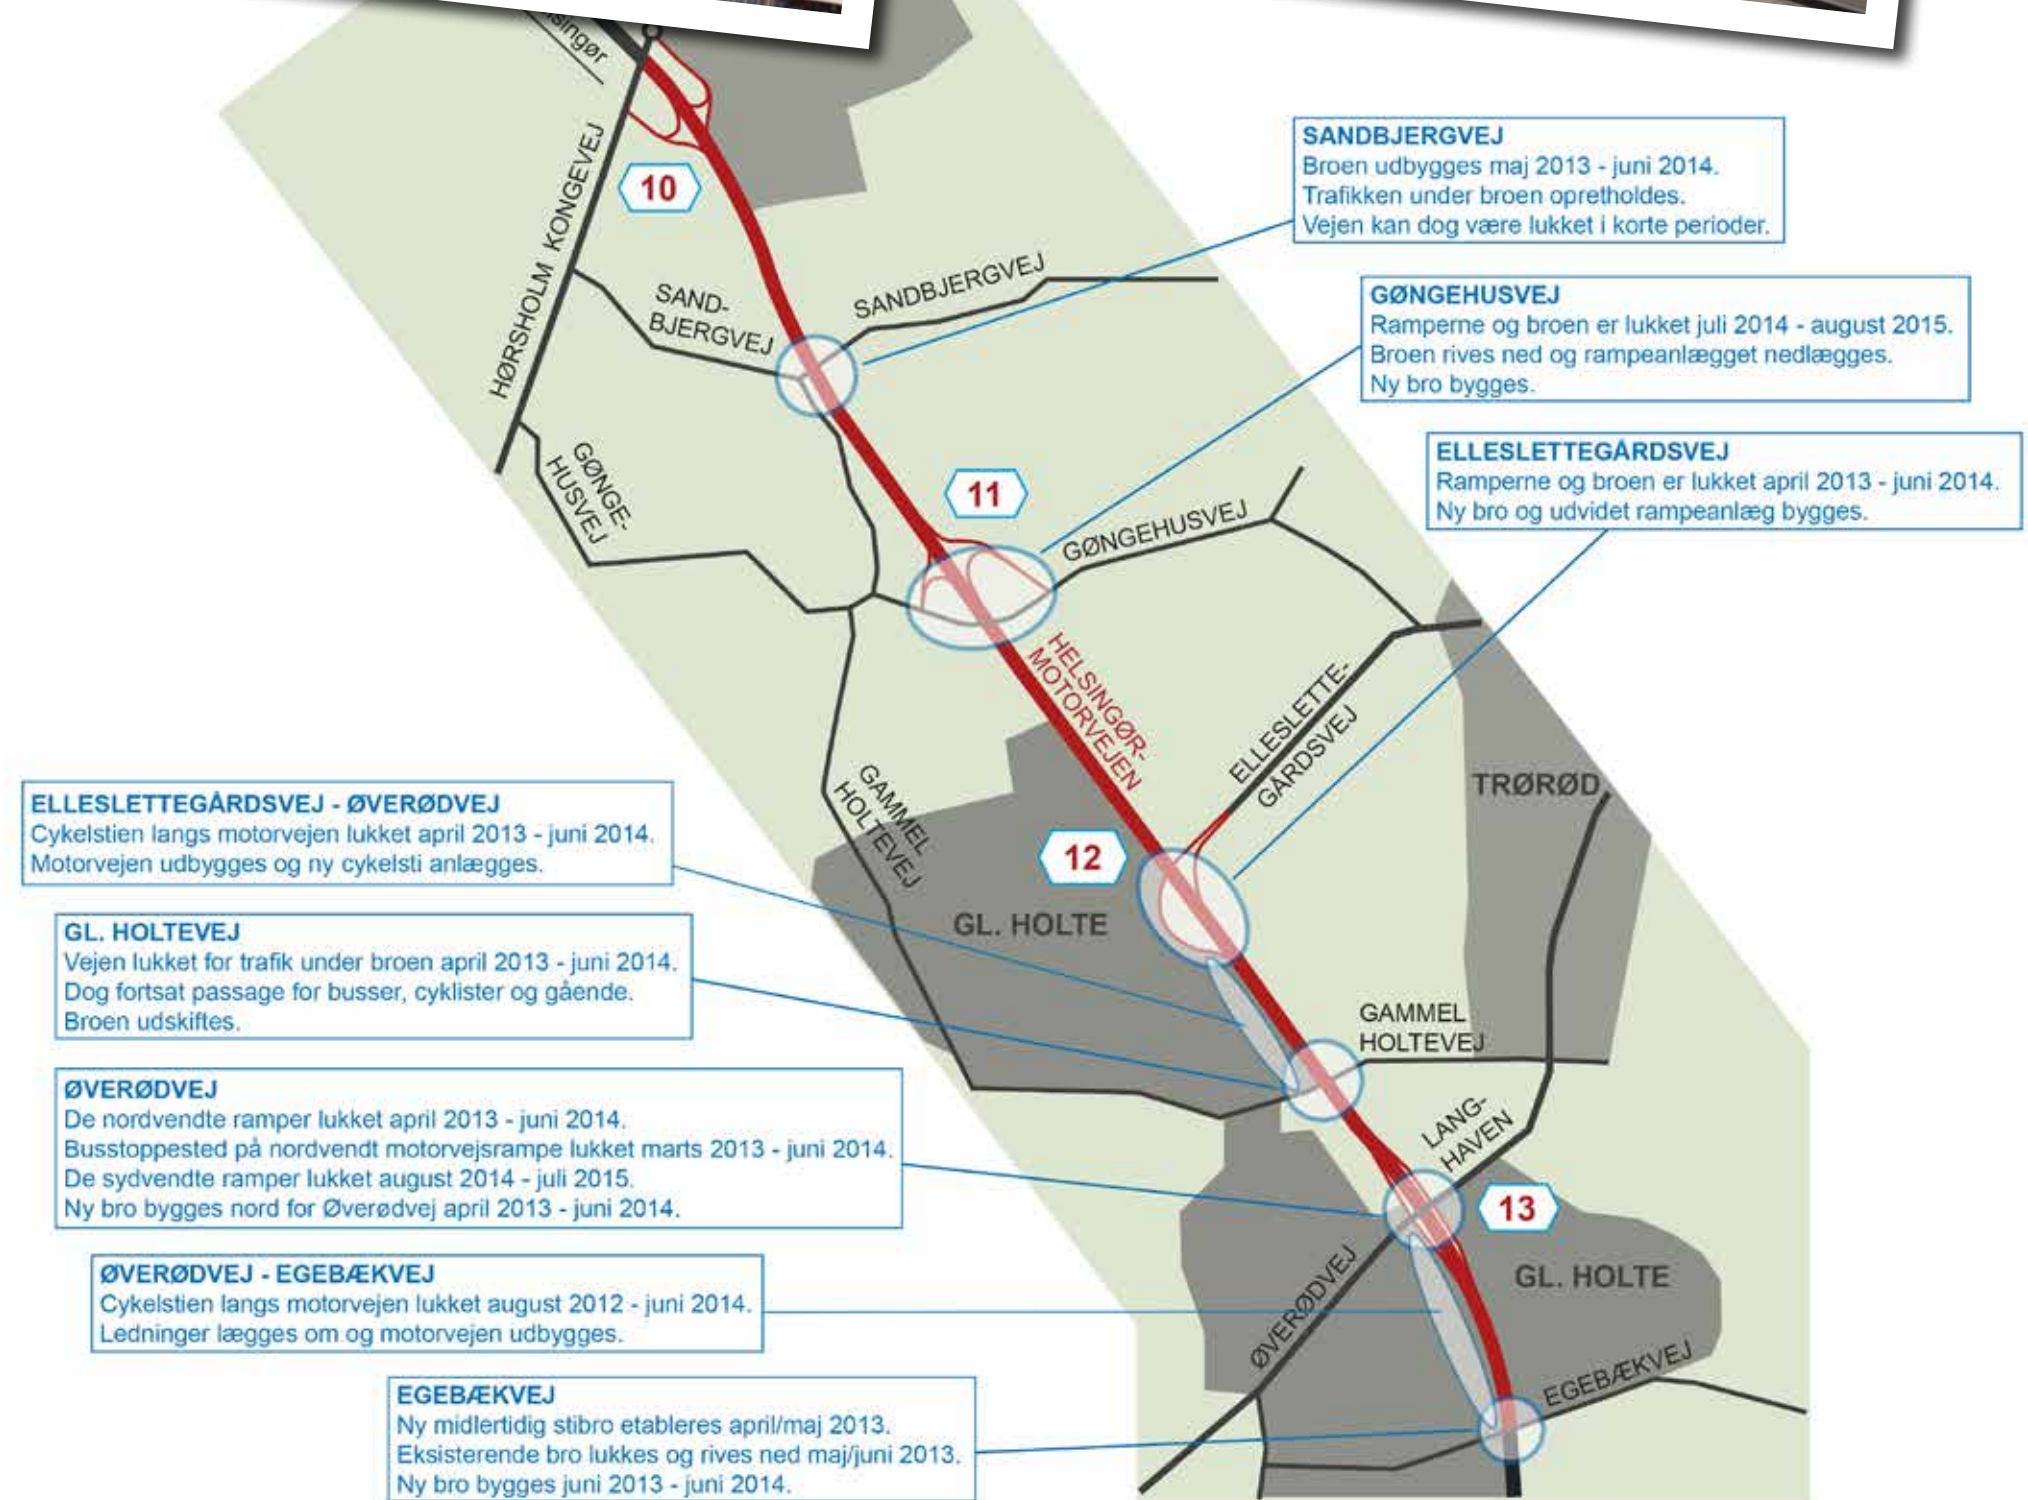 HØRSHOLM KONGEVEJ
10
SANDBJERGVEJ
Broen udbygges maj 2013 - juni 2014.
Trafikken under broen opretholdes.
Vejen kan dog være lukket i korte perioder.
SAND-
BJERGVEJ
SANDBJERGVEJ
GØNGEHUSVEJ
Ramperne og broen er lukket juli 2014 - august 2015.
Broen rives ned og rampeanlægget nedlægges.
Ny bro bygges.
GØNGE-
HUSVEJ
11
GØNGEHUSVEJ
ELLESLETTEGÅRDSVEJ
Ramperne og broen er lukket april 2013 - juni 2014.
Ny bro og udvidet rampeanlæg bygges.
HELSINGØR-
MOTORVEJEN
ELLESLETTE-
GÅRDSVEJ
TRØRØD
GAMMEL
HOLTEVEJ
ELLESLETTEGÅRDSVEJ - ØVERØDVEJ
Cykelstien langs motorvejen lukket april 2013 - juni 2014.
Motorvejen udbygges og ny cykelsti anlægges.
12
GL. HOLTE
GL. HOLTEVEJ
Vejen lukket for trafik under broen april 2013 - juni 2014.
Dog fortsat passage for busser, cyklister og gående.
Broen udskiftes.
GAMMEL
HOLTEVEJ
ØVERØDVEJ
De nordvendte ramper lukket april 2013 - juni 2014.
Busstoppested på nordvendt motorvejsrampe lukket marts 2013 - juni 2014.
De sydvendte ramper lukket august 2014 - juli 2015.
Ny bro bygges nord for Øverødvej april 2013 - juni 2014.
LANG-
HAVEN
13
GL. HOLTE
ØVERØDVEJ
ØVERØDVEJ - EGEBÆKVEJ
Cykelstien langs motorvejen lukket august 2012 - juni 2014.
Ledninger lægges om og motorvejen udbygges.
EGEBÆKVEJ
EGEBÆKVEJ
Ny midlertidig stibro etableres april/maj 2013.
Eksisterende bro lukkes og rives ned maj/juni 2013.
Ny bro bygges juni 2013 - juni 2014.